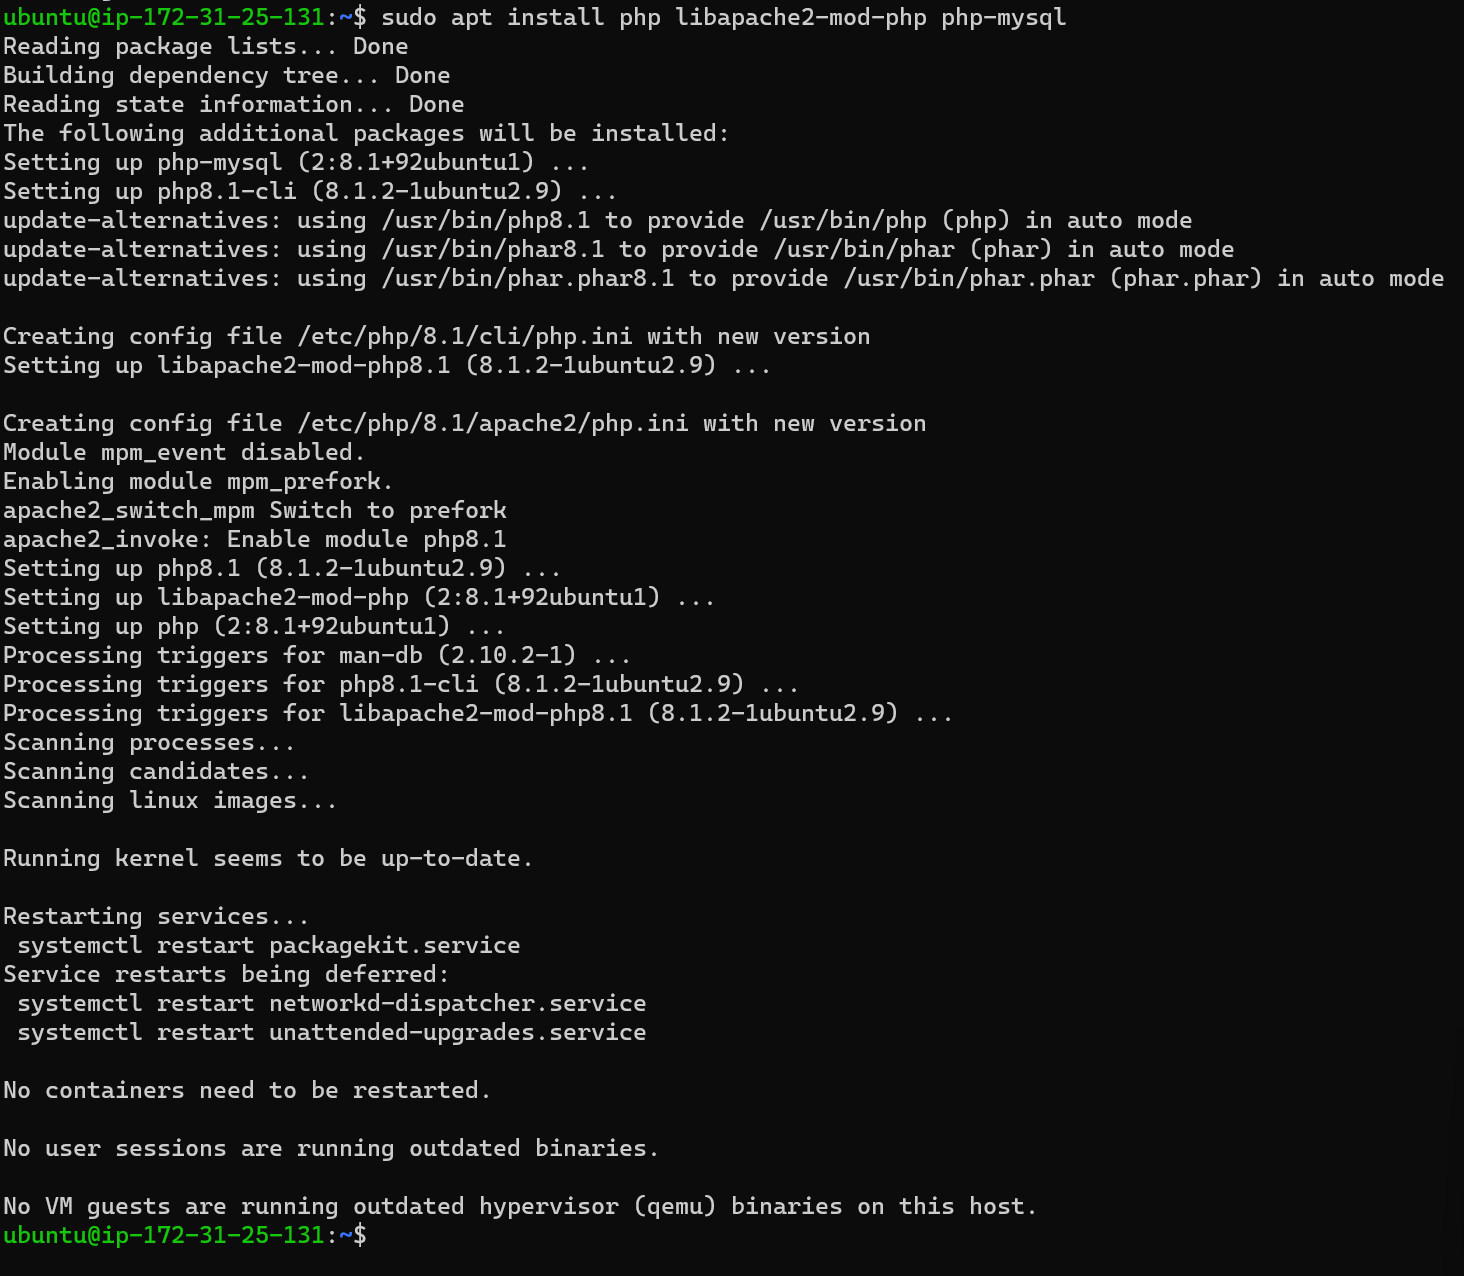 ubuntu@ip-172-31-25-131:~$ sudo apt install php libapache2-mod-php php-mysql
Reading package lists... Done
Building dependency tree... Done
Reading state information... Done
The following additional packages will be installed:
Setting up php-mysql (2:8.1+92ubuntu1) ...
Setting up php8.1-cli (8.1.2-1ubuntu2.9) ...
update-alternatives: using /usr/bin/php8.1 to provide /usr/bin/php (php) in auto mode
update-alternatives: using /usr/bin/phar8.1 to provide /usr/bin/phar (phar) in auto mode
update-alternatives: using /usr/bin/phar.phar8.1 to provide /usr/bin/phar.phar (phar.phar) in auto mode

Creating config file /etc/php/8.1/cli/php.ini with new version
Setting up libapache2-mod-php8.1 (8.1.2-1ubuntu2.9) ...

Creating config file /etc/php/8.1/apache2/php.ini with new version
Module mpm_event disabled.
Enabling module mpm_prefork.
apache2_switch_mpm Switch to prefork
apache2_invoke: Enable module php8.1
Setting up php8.1 (8.1.2-1ubuntu2.9) ...
Setting up libapache2-mod-php (2:8.1+92ubuntu1) ...
Setting up php (2:8.1+92ubuntu1) ...
Processing triggers for man-db (2.10.2-1) ...
Processing triggers for php8.1-cli (8.1.2-1ubuntu2.9) ...
Processing triggers for libapache2-mod-php8.1 (8.1.2-1ubuntu2.9) ...
Scanning processes...
Scanning candidates...
Scanning linux images...

Running kernel seems to be up-to-date.

Restarting services...
 systemctl restart packagekit.service
Service restarts being deferred:
 systemctl restart networkd-dispatcher.service
 systemctl restart unattended-upgrades.service

No containers need to be restarted.

No user sessions are running outdated binaries.

No VM guests are running outdated hypervisor (qemu) binaries on this host.
ubuntu@ip-172-31-25-131:~$